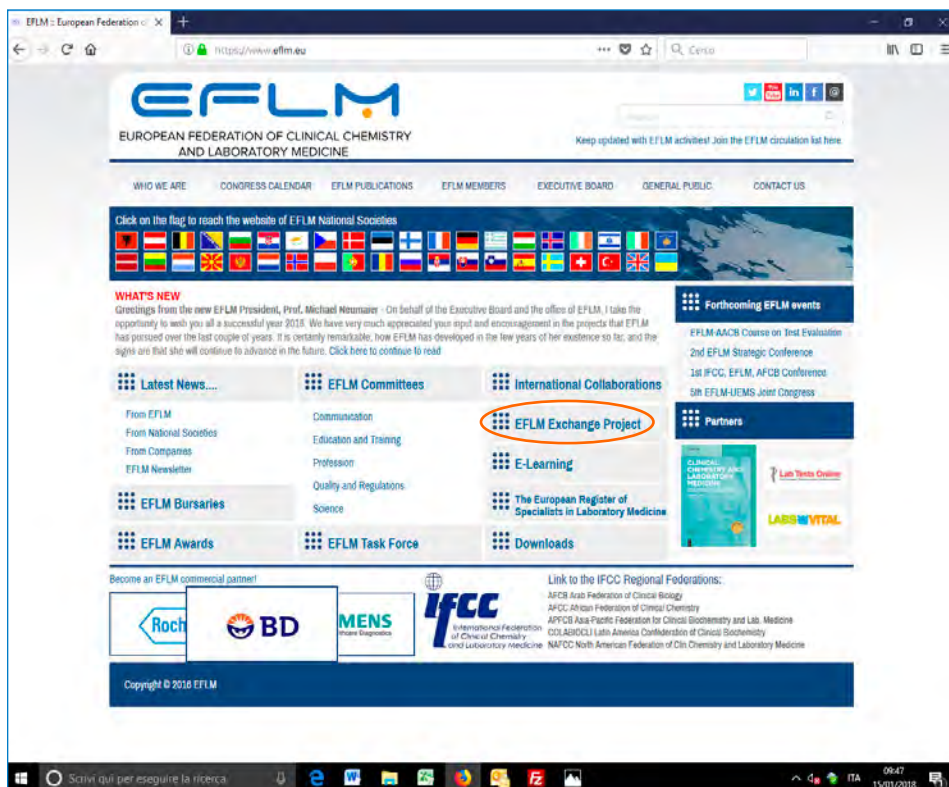 EFLM :: European Federation o
https://www.eflm.eu
Cerca
EFLM
EUROPEAN FEDERATION OF CLINICAL CHEMISTRY
AND LABORATORY MEDICINE
Keep updated with EFLM activities! Join the EFLM circulation list here
WHO WE ARE CONGRESS CALENDAR EFLM PUBLICATIONS EFLM MEMBERS EXECUTIVE BOARD GENERAL PUBLIC CONTACT US
Click on the flag to reach the website of EFLM National Societies
WHAT'S NEW
Greetings from the new EFLM President, Prof. Michael Neumaier - On behalf of the Executive Board and the office of EFLM, I take the
opportunity to wish you all a successful year 2018. We have very much appreciated your input and encouragement in the projects that EFLM
has pursued over the last couple of years. It is certainly remarkable, how EFLM has developed in the few years of her existence so far, and the
signs are that she will continue to advance in the future. Click here to continue to read
Latest News....
From EFLM
From National Societies
From Companies
EFLM Newsletter
EFLM Bursaries
EFLM Awards
EFLM Committees
Communication
Education and Training
Profession
Quality and Regulations
Science
EFLM Task Force
International Collaborations
EFLM Exchange Project
E-Learning
The European Register of
Specialists in Laboratory Medicine
Downloads
Forthcoming EFLM events
EFLM-AACB Course on Test Evaluation
2nd EFLM Strategic Conference
1st IFCC, EFLM, AFCB Conference
5th EFLM-UEMS Joint Congress
Partners
CLINICAL
CHEMISTRY AND
LABORATORY
MEDICINE
Lab Tests Online
LABS VITAL
Become an EFLM commercial partner!
Roch
BD
MENS
thcare Diagnostics
IFCC
International Federation
of Clinical Chemistry
and Laboratory Medicine
Link to the IFCC Regional Federations:
AFCB Arab Federation of Clinical Biology
AFCC African Federation of Clinical Chemistry
APFCB Asia-Pacific Federation for Clinical Biochemistry and Lab. Medicine
COLABIOCLI Latin America Confederation of Clinical Biochemistry
NAFCC North American Federation of Clin Chemistry and Laboratory Medicine
Copyright © 2016 EFLM
Scrivi qui per eseguire la ricerca
ITA
09:47
15/01/2018